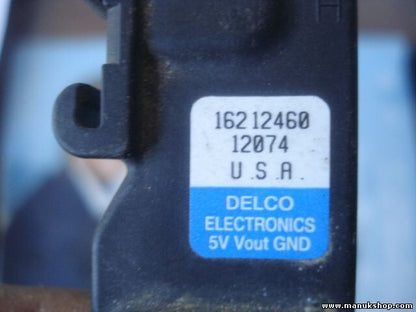 H
16212460
12074
U.S.A.
DELCO
ELECTRONICS
5V Vout GND
www.manukshop.com